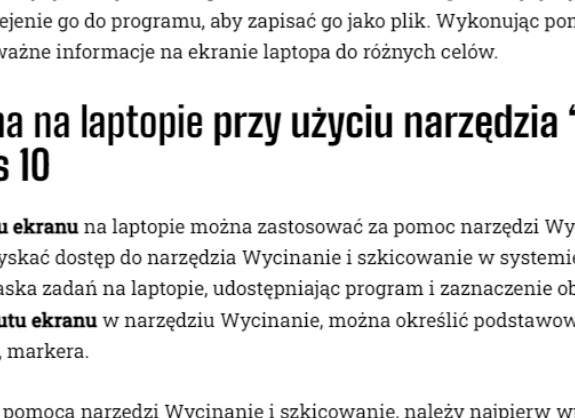 ejenie go do programu, aby zapisać go jako plik. Wykonując pon
ważne informacje na ekranie laptopa do różnych celów.
na na laptopie przy użyciu narzędzia “
s 10
u ekranu na laptopie można zastosować za pomoc narzędzi Wy
yskać dostęp do narzędzia Wycinanie i szkicowanie w systemie
aska zadań na laptopie, udostępniając program i zaznaczenie ob
utu ekranu w narzędziu Wycinanie, można określić podstawow
, markera.
pomocą narzędzi Wycinanie i szkicowanie, należy najpierw w